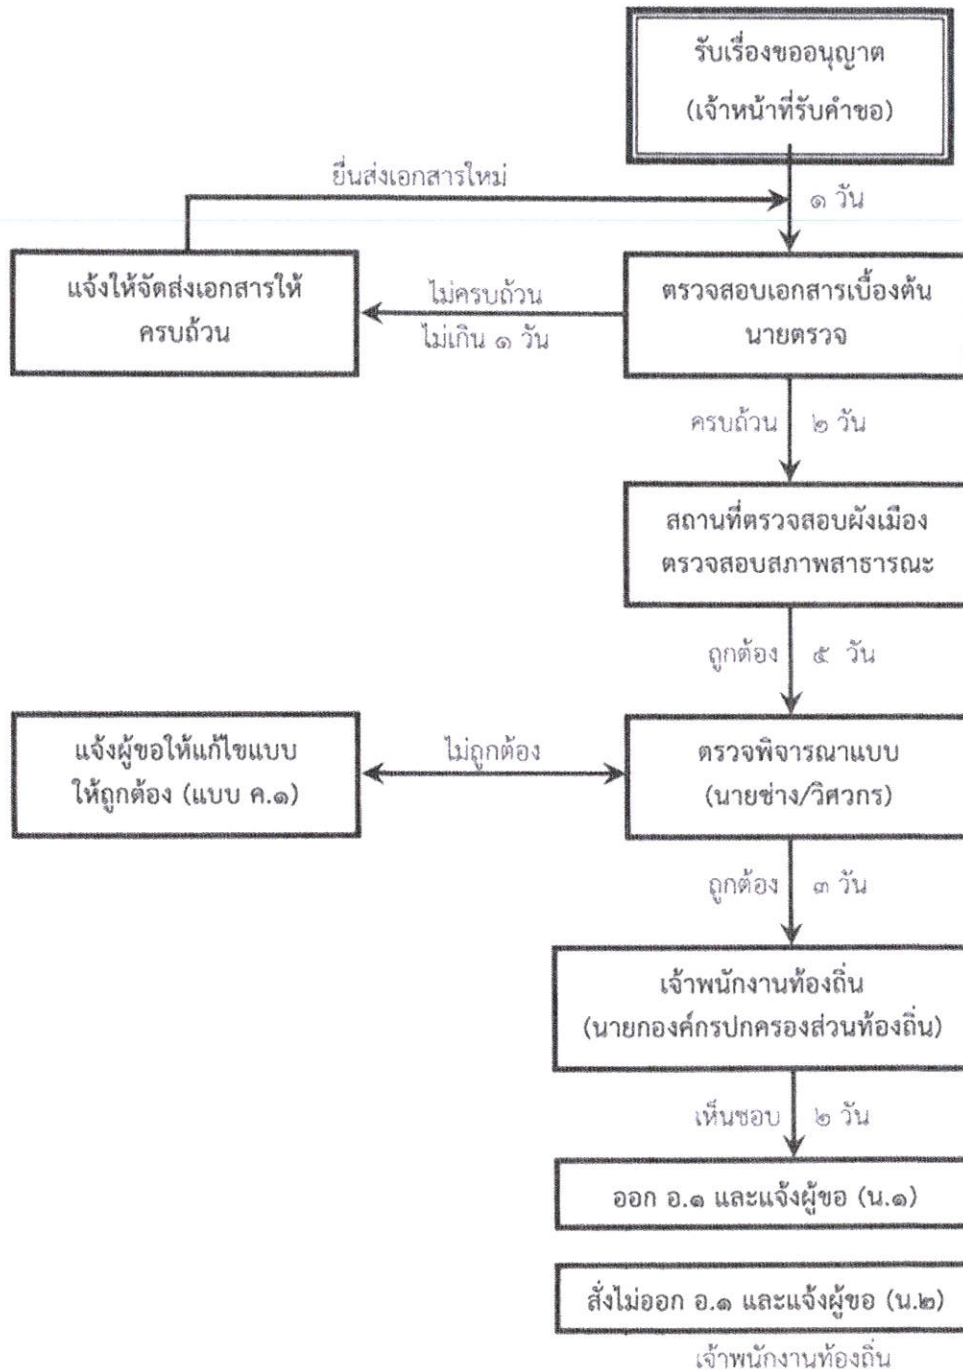 รับเรื่องขออนุญาต
(เจ้าหน้าที่รับคำขอ)
ยื่นส่งเอกสารใหม่
๑ วัน
แจ้งให้จัดส่งเอกสารให้
ครบถ้วน
ไม่ครบถ้วน
ไม่เกิน ๑ วัน
ตรวจสอบเอกสารเบื้องต้น
นายตรวจ
ครบถ้วน ๒ วัน
สถานที่ตรวจสอบผังเมือง
ตรวจสอบสภาพสาธารณะ
ถูกต้อง ๕ วัน
แจ้งผู้ขอให้แก้ไขแบบ
ให้ถูกต้อง (แบบ ค.๑)
ไม่ถูกต้อง
ตรวจพิจารณาแบบ
(นายช่าง/วิศวกร)
ถูกต้อง ๓ วัน
เจ้าพนักงานท้องถิ่น
(นายกองค์กรปกครองส่วนท้องถิ่น)
เห็นชอบ ๒ วัน
ออก อ.๑ และแจ้งผู้ขอ (น.๑)
สั่งไม่ออก อ.๑ และแจ้งผู้ขอ (น.๒)
เจ้าพนักงานท้องถิ่น